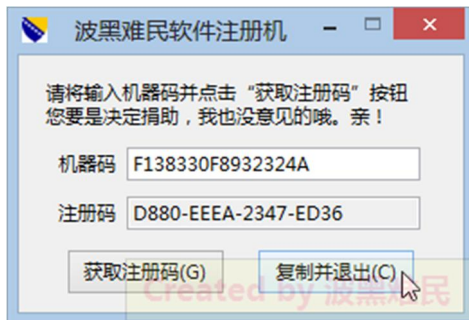 波黑难民软件注册机
请将输入机器码并点击“获取注册码”按钮
您要是决定捐助，我也没意见的哦。亲！
机器码 F138330F8932324A
注册码 D880-EEEA-2347-ED36
获取注册码(G) 复制并退出(C)
Created by 波黑难民